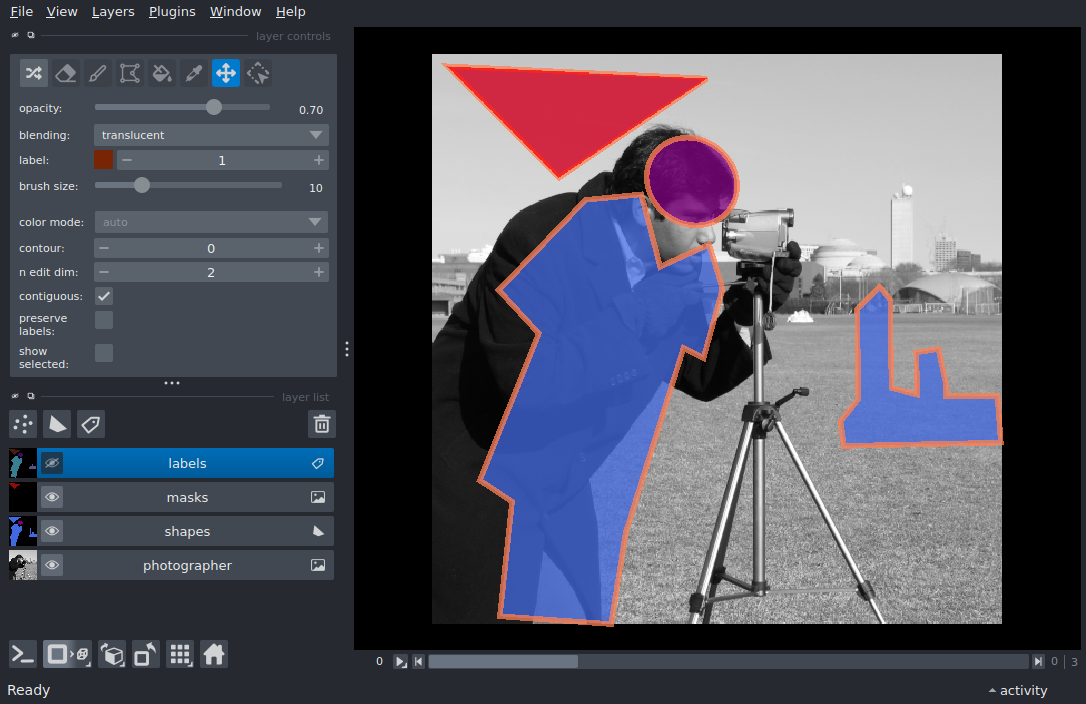 File View Layers Plugins Window Help
layer controls
opacity: 0.70
blending: translucent
label: 1
brush size: 10
color mode: auto
contour: 0
n edit dim: 2
contiguous:
preserve
labels:
show
selected:
layer list
labels
masks
shapes
photographer
0 0 3
Ready activity